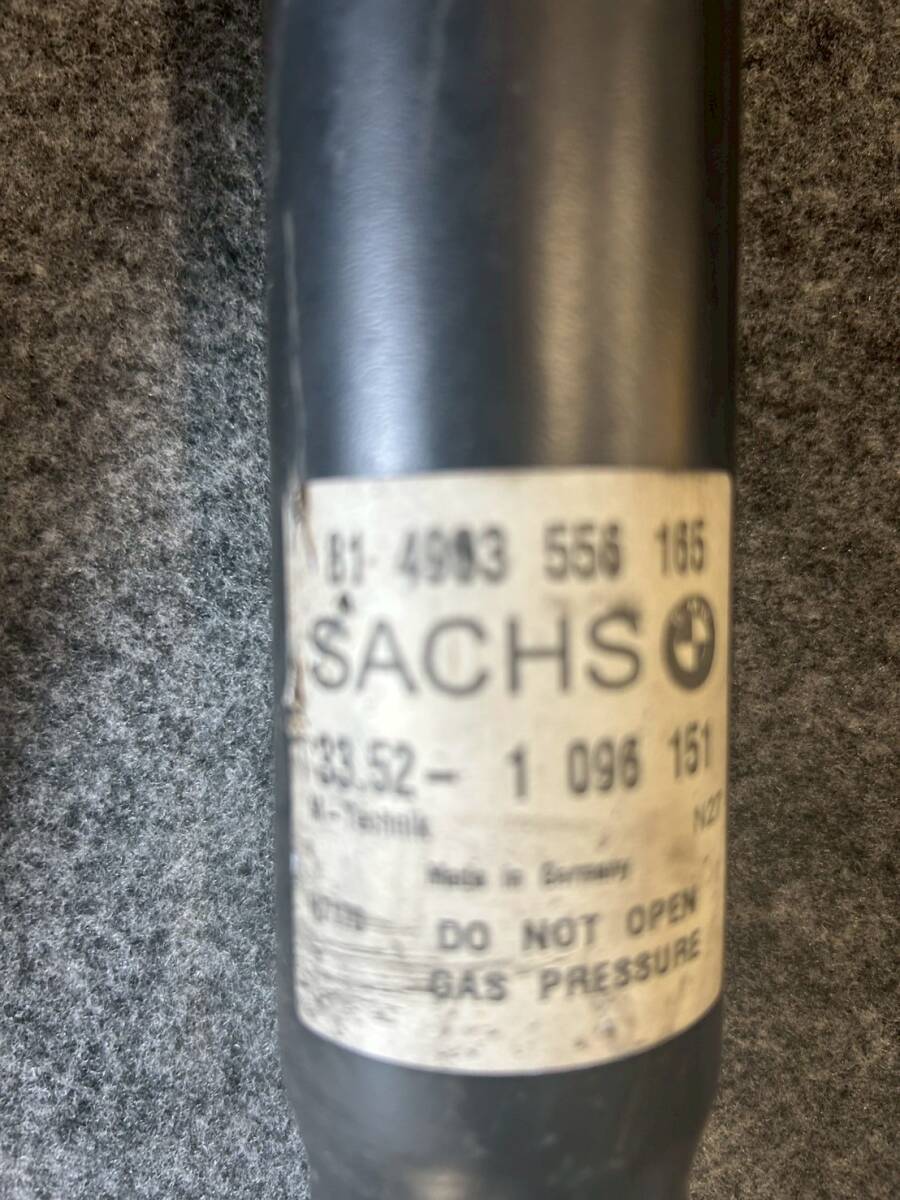 81 4903 556 165
SACHS
33.52- 1 096 151
M-Technik
Made in Germany
DO NOT OPEN
GAS PRESSURE